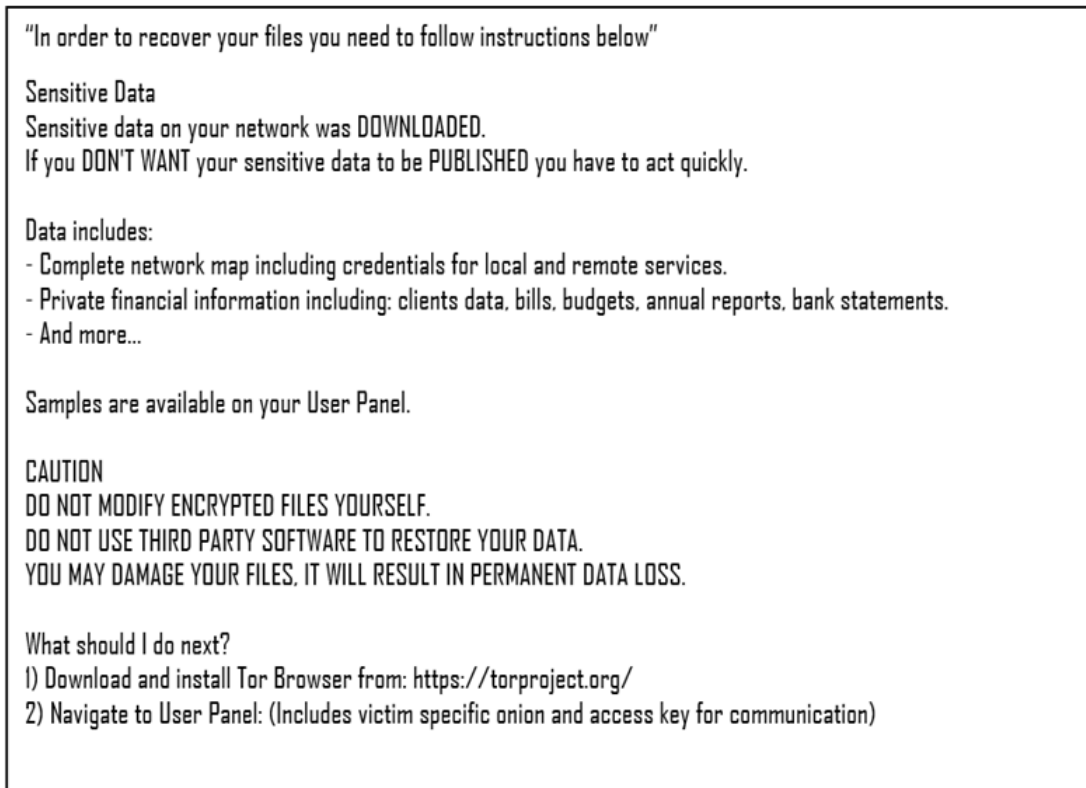 “In order to recover your files you need to follow instructions below”
Sensitive Data
Sensitive data on your network was DOWNLOADED.
If you DON'T WANT your sensitive data to be PUBLISHED you have to act quickly.
Data includes:
- Complete network map including credentials for local and remote services.
- Private financial information including: clients data, bills, budgets, annual reports, bank statements.
- And more...
Samples are available on your User Panel.
CAUTION
DO NOT MODIFY ENCRYPTED FILES YOURSELF.
DO NOT USE THIRD PARTY SOFTWARE TO RESTORE YOUR DATA.
YOU MAY DAMAGE YOUR FILES, IT WILL RESULT IN PERMANENT DATA LOSS.
What should I do next?
1) Download and install Tor Browser from: https://torproject.org/
2) Navigate to User Panel: (Includes victim specific onion and access key for communication)